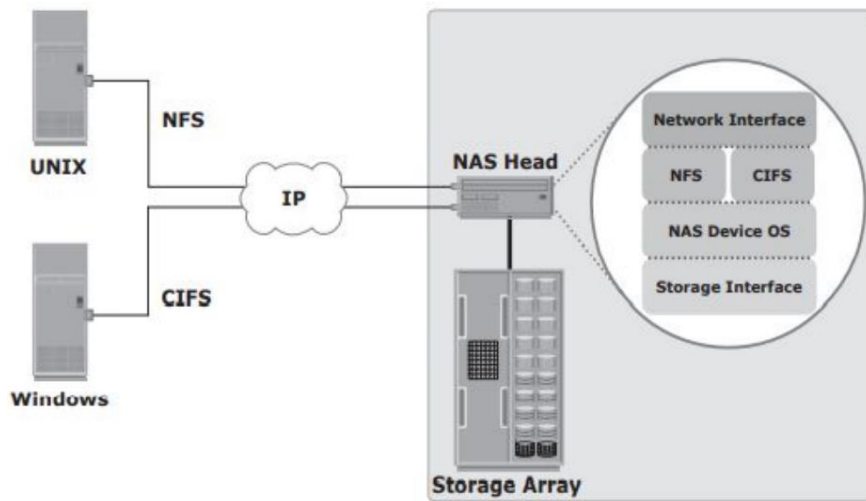 NFS
UNIX
IP
CIFS
Windows
NAS Head
Storage Array
Network Interface
NFS CIFS
NAS Device OS
Storage Interface